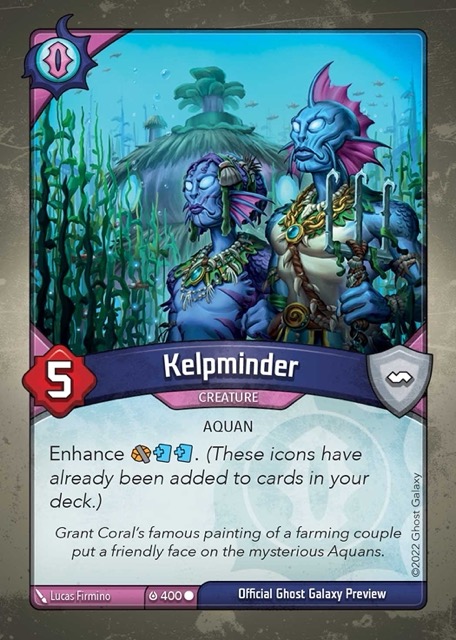 Kelpminder
5
CREATURE
AQUAN
Enhance . (These icons have
already been added to cards in your
deck.)
Grant Coral's famous painting of a farming couple
put a friendly face on the mysterious Aquans.
©2022 Ghost Galaxy
Lucas Firmino
400
Official Ghost Galaxy Preview